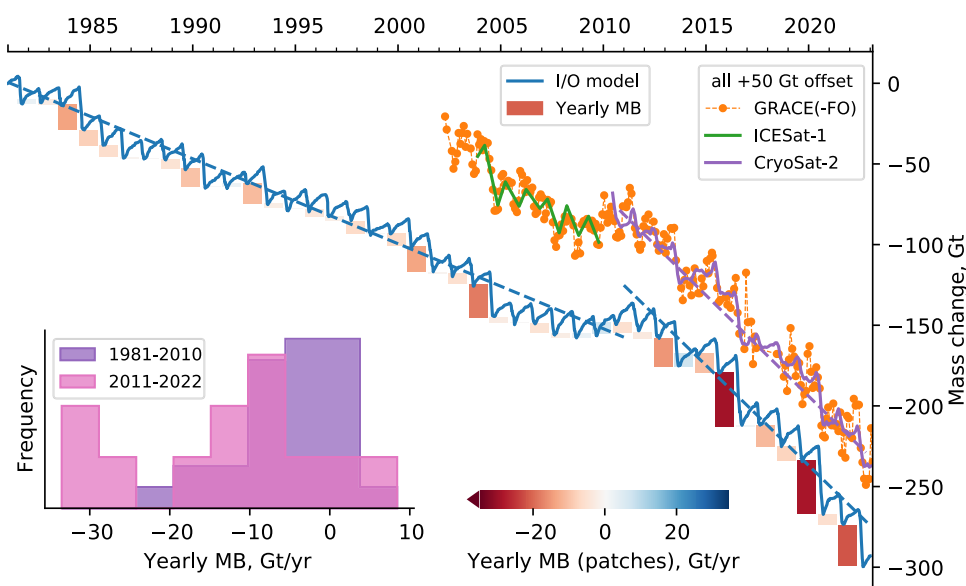 1985 1990 1995 2000 2005 2010 2015 2020
I/O model
Yearly MB
all +50 Gt offset
GRACE(-FO)
ICESat-1
CryoSat-2
0
−50
−100
−150
−200
−250
−300
Mass change, Gt
1981-2010
2011-2022
Frequency
−30 −20 −10 0 10
Yearly MB, Gt/yr
−20 0 20
Yearly MB (patches), Gt/yr